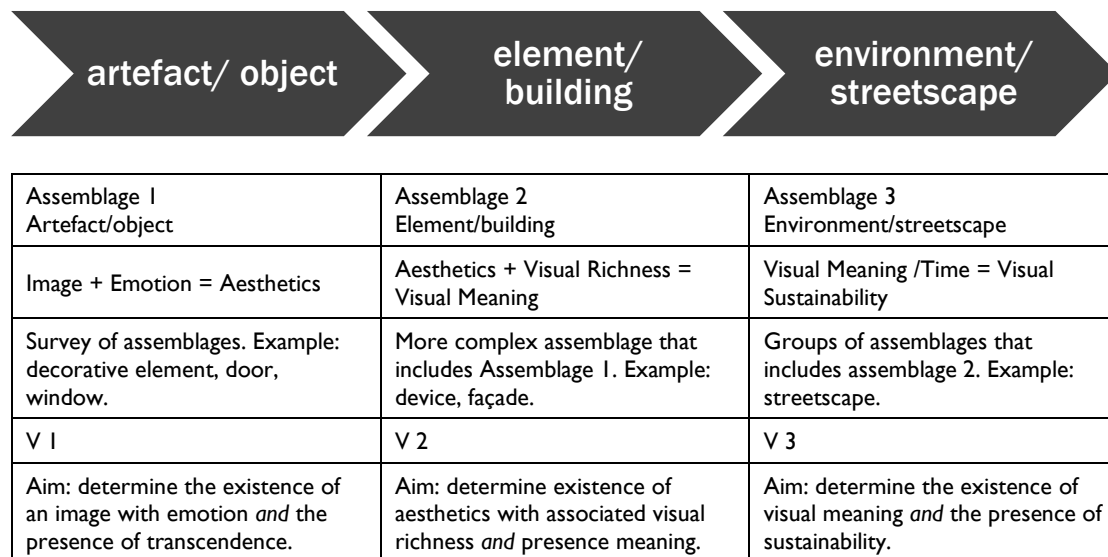 artefact/ object
element/
building
environment/
streetscape
Assemblage 1
Artefact/object
Assemblage 2
Element/building
Assemblage 3
Environment/streetscape
Image + Emotion = Aesthetics
Aesthetics + Visual Richness =
Visual Meaning
Visual Meaning /Time = Visual
Sustainability
Survey of assemblages. Example:
decorative element, door,
window.
More complex assemblage that
includes Assemblage 1. Example:
device, façade.
Groups of assemblages that
includes assemblage 2. Example:
streetscape.
V 1
V 2
V 3
Aim: determine the existence of
an image with emotion and the
presence of transcendence.
Aim: determine existence of
aesthetics with associated visual
richness and presence meaning.
Aim: determine the existence of
visual meaning and the presence of
sustainability.